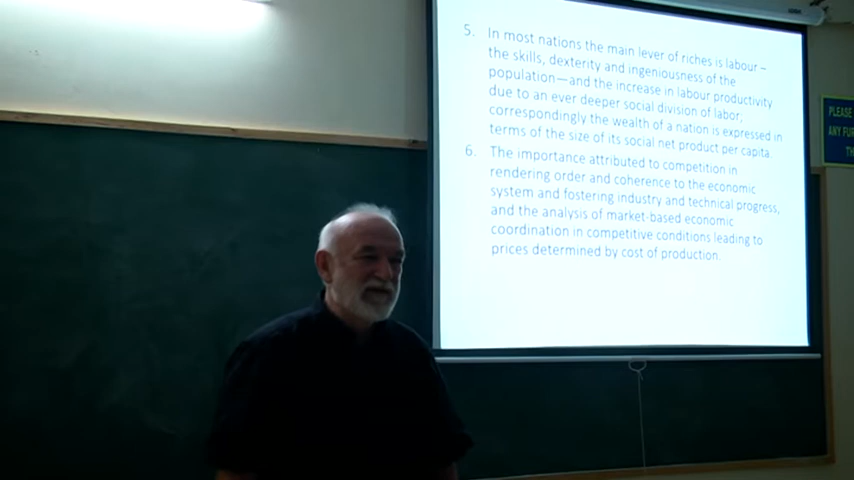 5. In most nations the main lever of riches is labour –
the skills, dexterity and ingeniousness of the
population—and the increase in labour productivity
due to an ever deeper social division of labor;
correspondingly the wealth of a nation is expressed in
terms of the size of its social net product per capita.
6. The importance attributed to competition in
rendering order and coherence to the economic
system and fostering industry and technical progress,
and the analysis of market-based economic
coordination in competitive conditions leading to
prices determined by cost of production.
PLEASE
ANY FUR
TH